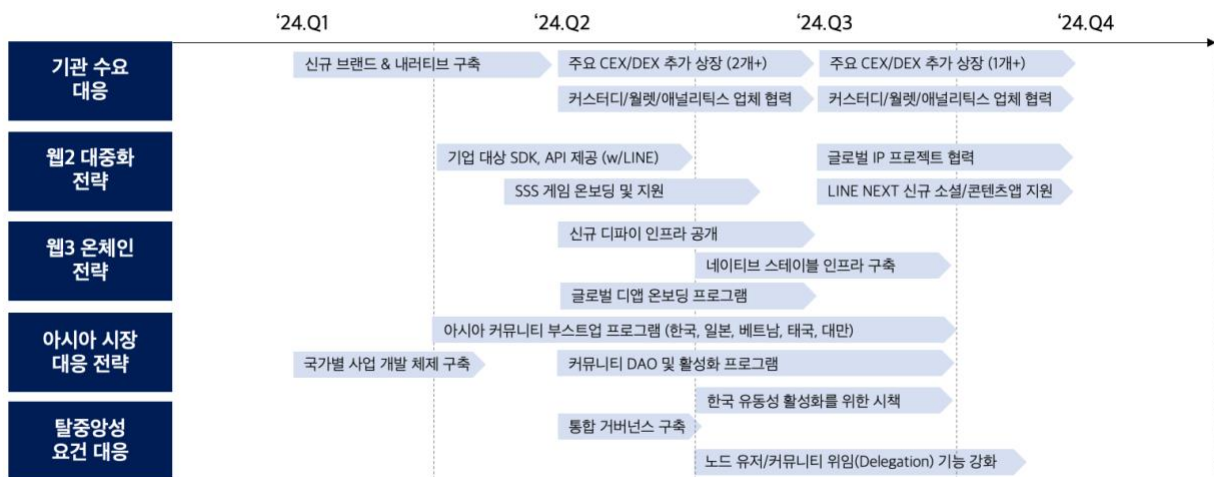 ‘24.Q1
‘24.Q2
‘24.Q3
‘24.Q4
기관 수요
대응
신규 브랜드 & 내러티브 구축
주요 CEX/DEX 추가 상장 (2개+)
주요 CEX/DEX 추가 상장 (1개+)
커스터디/월렛/애널리틱스 업체 협력
커스터디/월렛/애널리틱스 업체 협력
웹2 대중화
전략
기업 대상 SDK, API 제공 (w/LINE)
글로벌 IP 프로젝트 협력
SSS 게임 온보딩 및 지원
LINE NEXT 신규 소셜/콘텐츠앱 지원
웹3 온체인
전략
신규 디파이 인프라 공개
네이티브 스테이블 인프라 구축
글로벌 디앱 온보딩 프로그램
아시아 시장
대응 전략
아시아 커뮤니티 부스트업 프로그램 (한국, 일본, 베트남, 태국, 대만)
국가별 사업 개발 체제 구축
커뮤니티 DAO 및 활성화 프로그램
한국 유동성 활성화를 위한 시책
탈중앙성
요건 대응
통합 거버넌스 구축
노드 유저/커뮤니티 위임(Delegation) 기능 강화